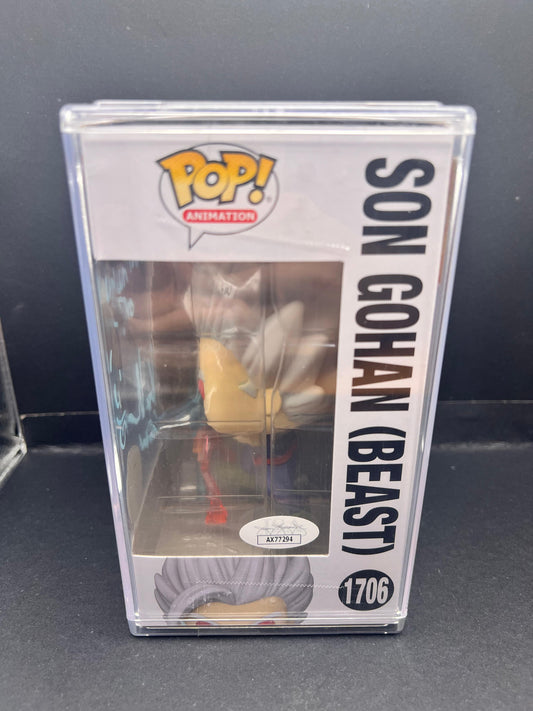 POP!
ANIMATION
SON GOHAN (BEAST)
1706
AX77294